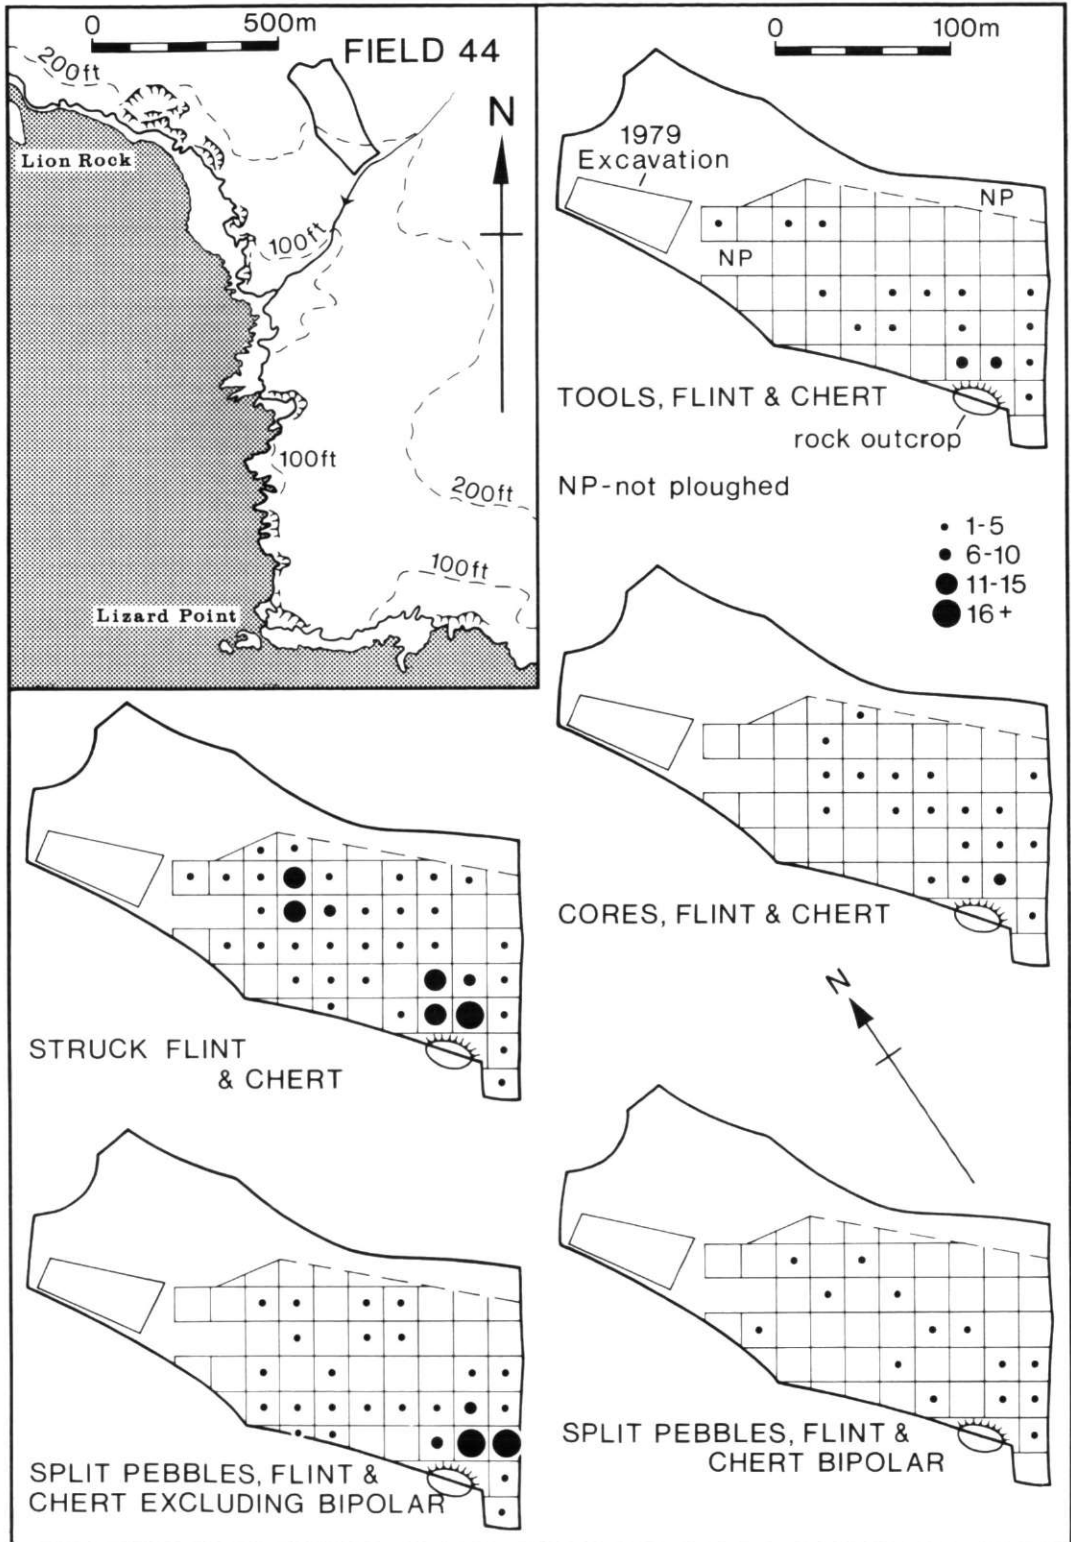 0 500m
FIELD 44
200ft
N
Lion Rock
100ft
100ft
200ft
100ft
Lizard Point
0 100m
1979
Excavation
NP
NP
TOOLS, FLINT & CHERT
rock outcrop
NP-not ploughed
1-5
6-10
11-15
16+
CORES, FLINT & CHERT
N
STRUCK FLINT
& CHERT
SPLIT PEBBLES, FLINT &
CHERT EXCLUDING BIPOLAR
SPLIT PEBBLES, FLINT &
CHERT BIPOLAR